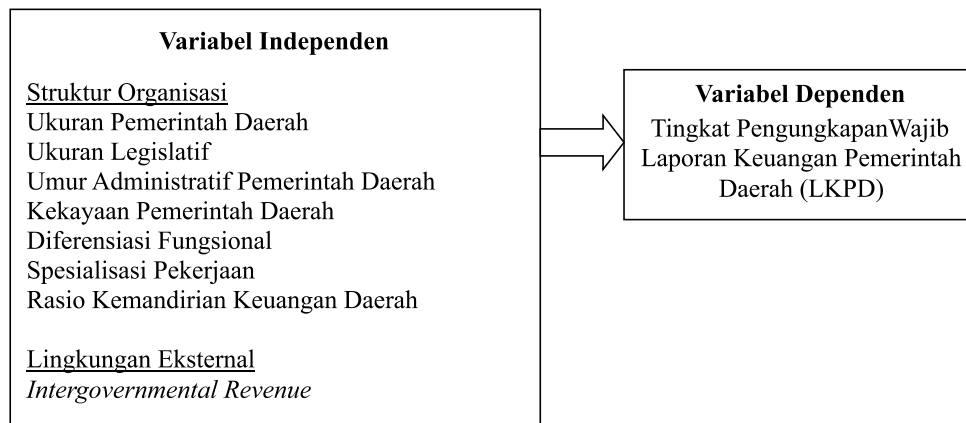 Variabel Independen
Struktur Organisasi
Ukuran Pemerintah Daerah
Ukuran Legislatif
Umur Administratif Pemerintah Daerah
Kekayaan Pemerintah Daerah
Diferensiasi Fungsional
Spesialisasi Pekerjaan
Rasio Kemandirian Keuangan Daerah
Lingkungan Eksternal
Intergovernmental Revenue
Variabel Dependen
Tingkat PengungkapanWajib
Laporan Keuangan Pemerintah
Daerah (LKPD)